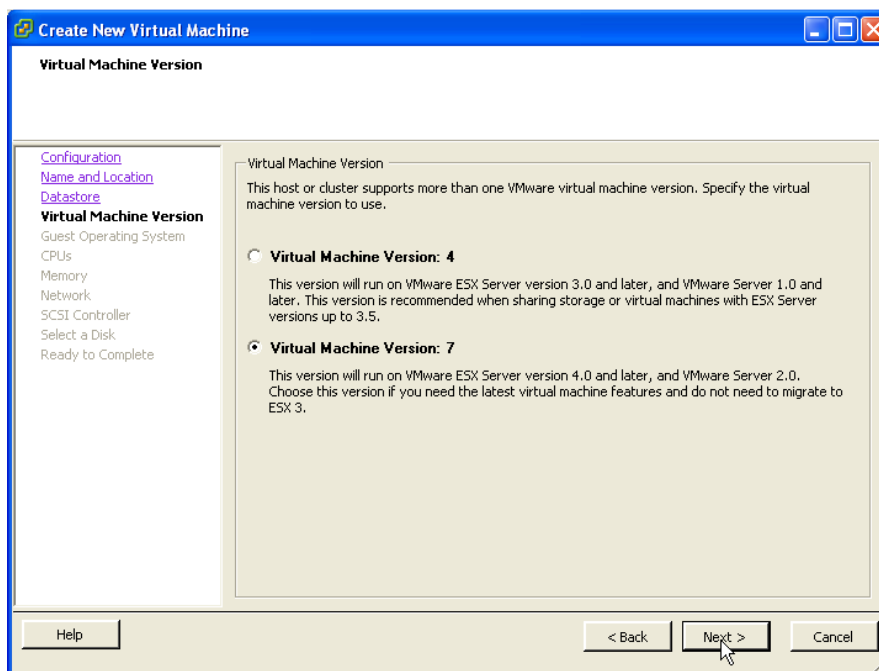 Create New Virtual Machine
Virtual Machine Version
Configuration
Name and Location
Datastore
Virtual Machine Version
Guest Operating System
CPUs
Memory
Network
SCSI Controller
Select a Disk
Ready to Complete
Virtual Machine Version
This host or cluster supports more than one VMware virtual machine version. Specify the virtual
machine version to use.
Virtual Machine Version: 4
This version will run on VMware ESX Server version 3.0 and later, and VMware Server 1.0 and
later. This version is recommended when sharing storage or virtual machines with ESX Server
versions up to 3.5.
Virtual Machine Version: 7
This version will run on VMware ESX Server version 4.0 and later, and VMware Server 2.0.
Choose this version if you need the latest virtual machine features and do not need to migrate to
ESX 3.
Help
< Back
Next >
Cancel